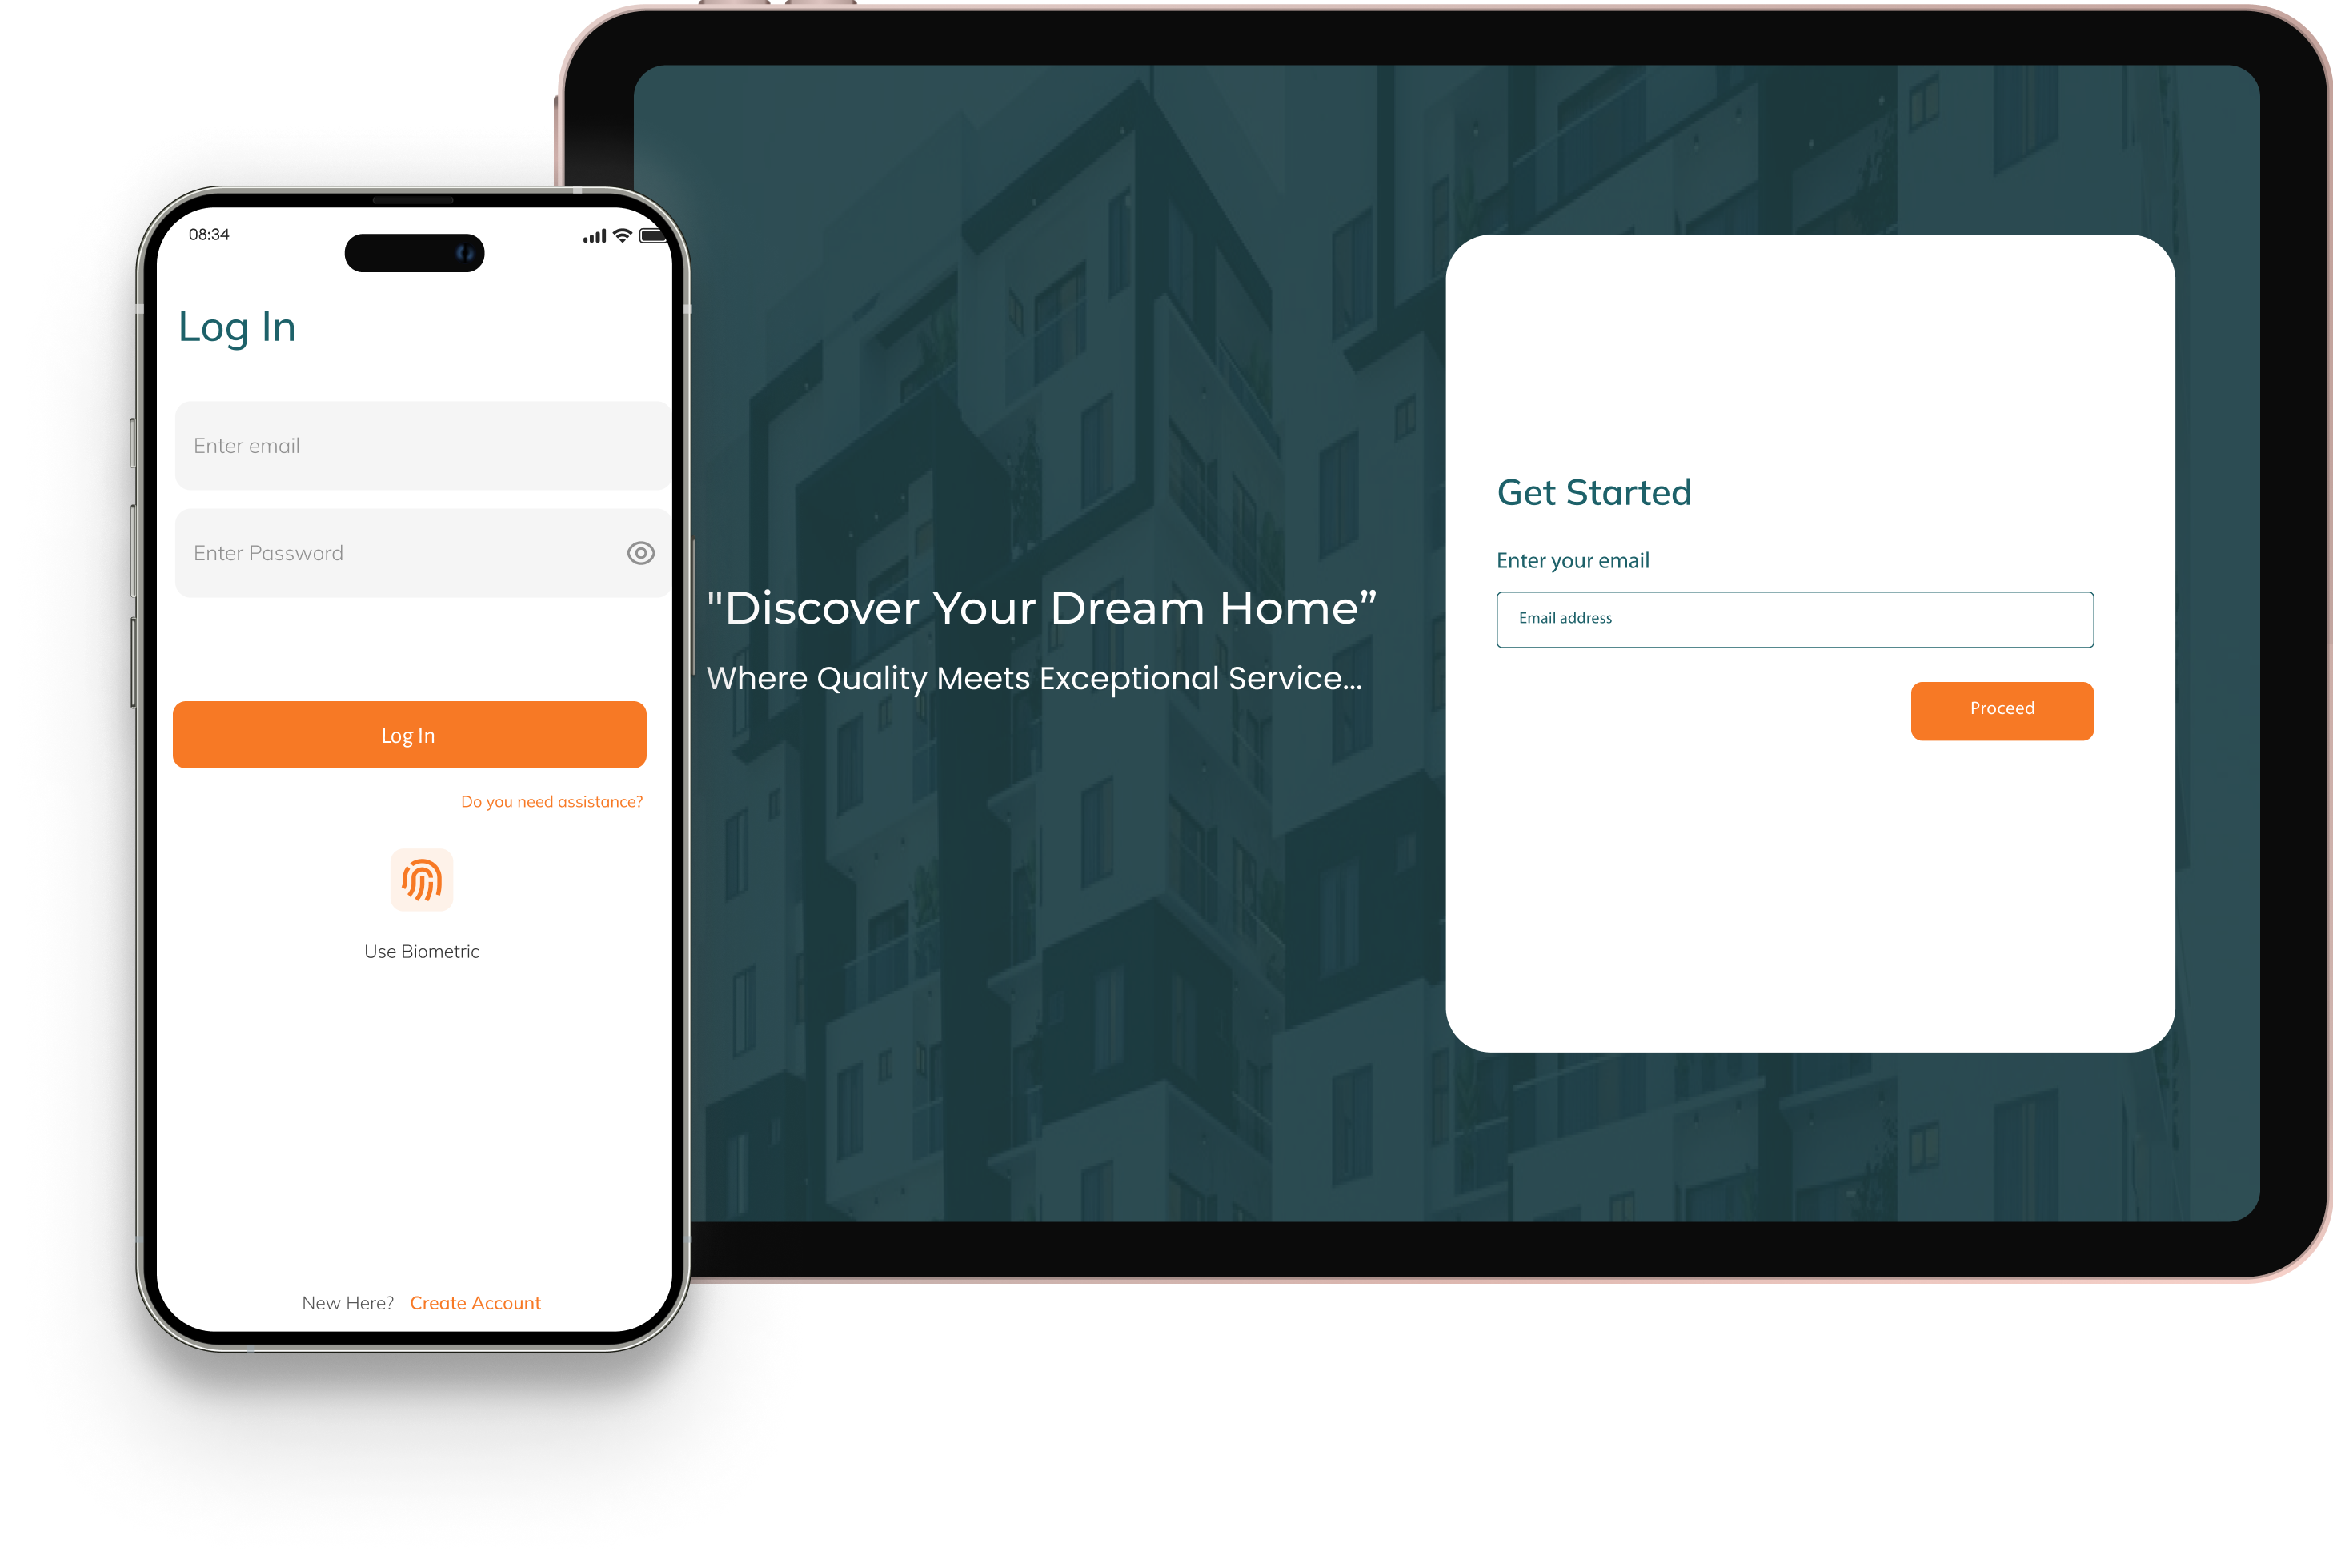 08:34
Log In
Enter email
Enter Password
Log In
Do you need assistance?
Use Biometric
New Here? Create Account
"Discover Your Dream Home”
Where Quality Meets Exceptional Service...
Get Started
Enter your email
Email address
Proceed